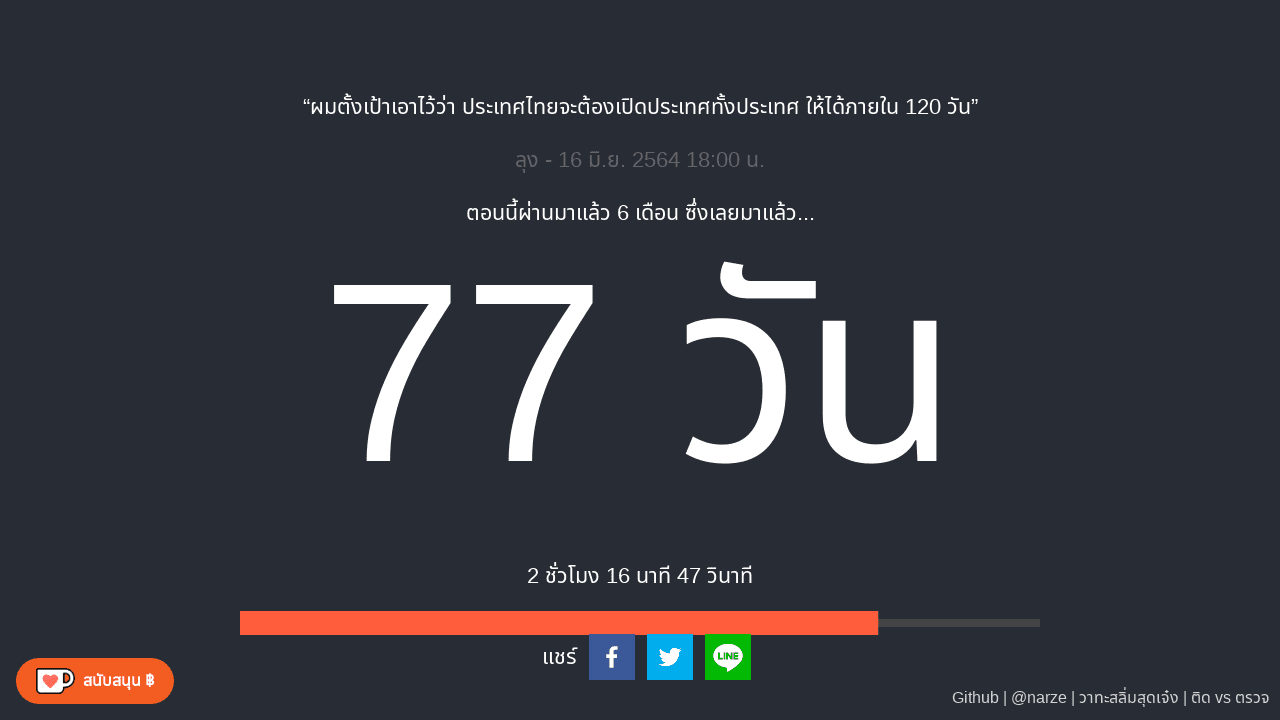 “ผมตั้งเป้าเอาไว้ว่า ประเทศไทยจะต้องเปิดประเทศทั้งประเทศ ให้ได้ภายใน 120 วัน”
ลุง - 16 มิ.ย. 2564 18:00 น.
ตอนนี้ผ่านมาแล้ว 6 เดือน ซึ่งเลยมาแล้ว...
77 วัน
2 ชั่วโมง 16 นาที 47 วินาที
แชร์ LINE
สนับสนุน ฿
Github | @narze | วาทะสลิ่มสุดเจ๋ง | ติด vs ตรวจ